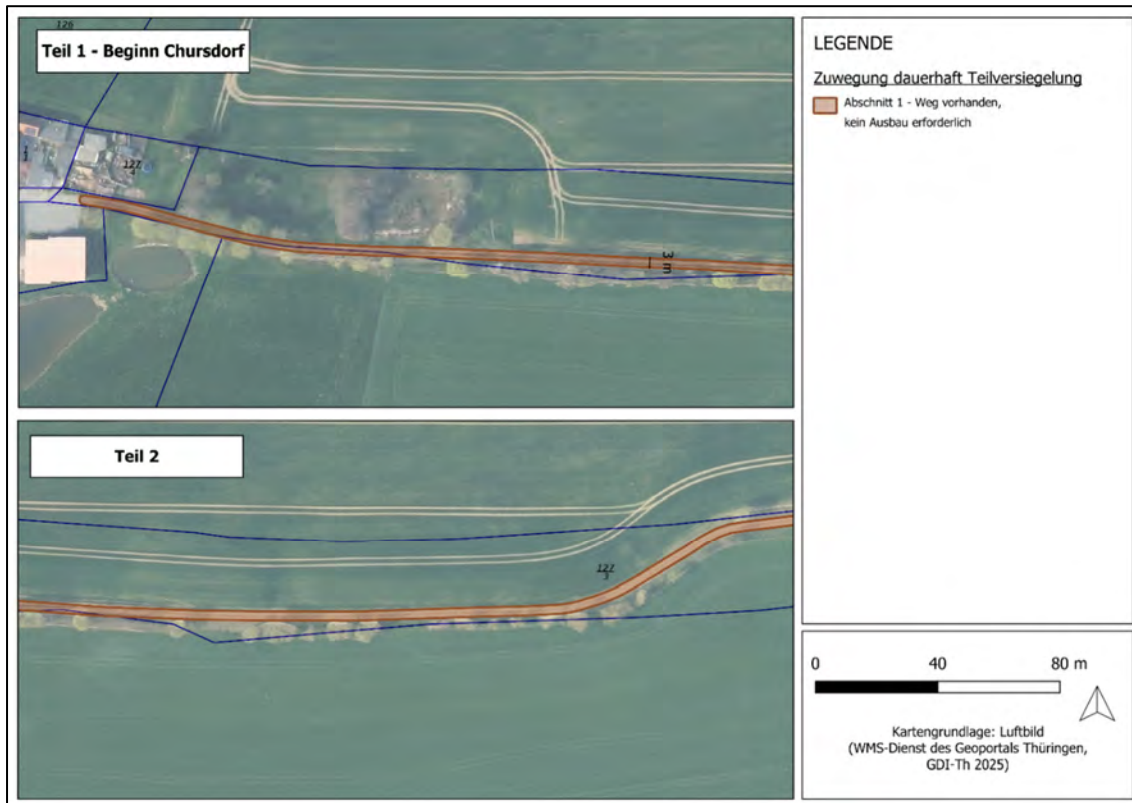 126
Teil 1 - Beginn Chursdorf
127
4
3 m
Teil 2
127
3
LEGENDE
Zuwegung dauerhaft Teilversiegelung
Abschnitt 1 - Weg vorhanden,
kein Ausbau erforderlich
0 40 80 m
Kartengrundlage: Luftbild
(WMS-Dienst des Geoportals Thüringen,
GDI-Th 2025)